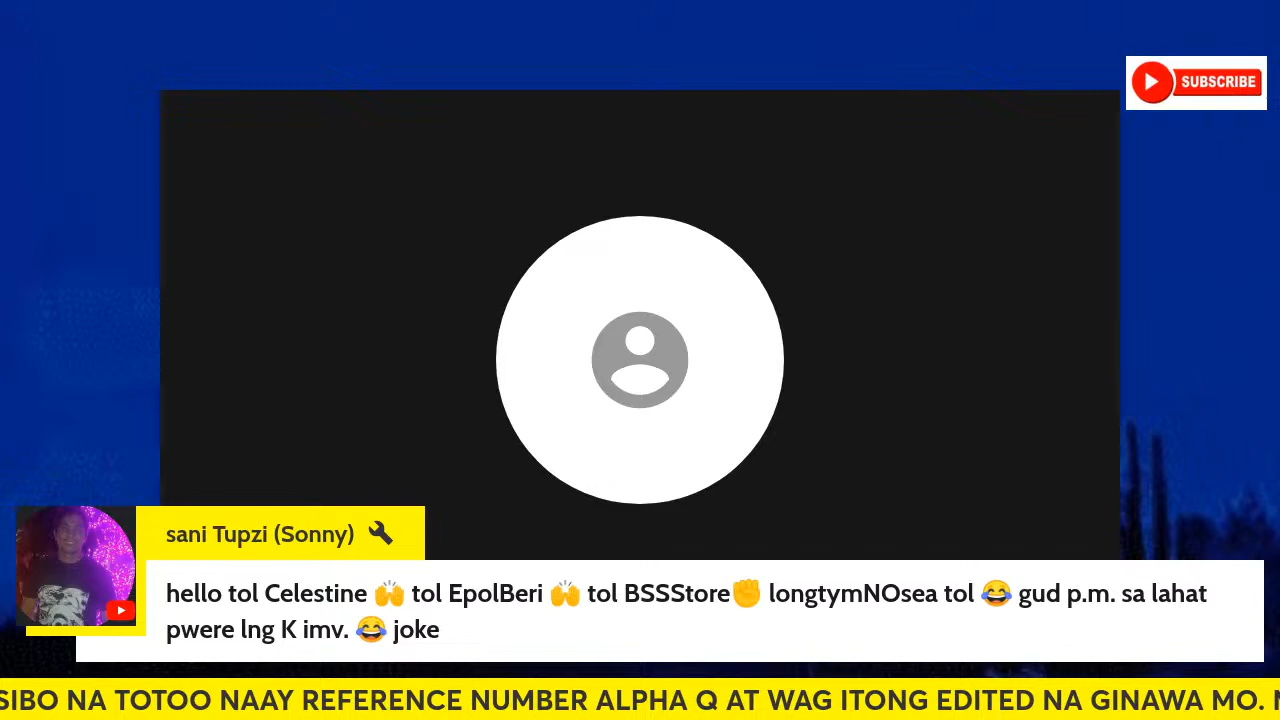 SUBSCRIBE
sani Tupzi (Sonny)
hello tol Celestine 🙌 tol EpolBeri 🙌 tol BSSStore✊ longtymNOsea tol 😂 gud p.m. sa lahat
pwere lng K imv. 😂 joke
SIBO NA TOTOO NAAY REFERENCE NUMBER ALPHA Q AT WAG ITONG EDITED NA GINAWA MO.